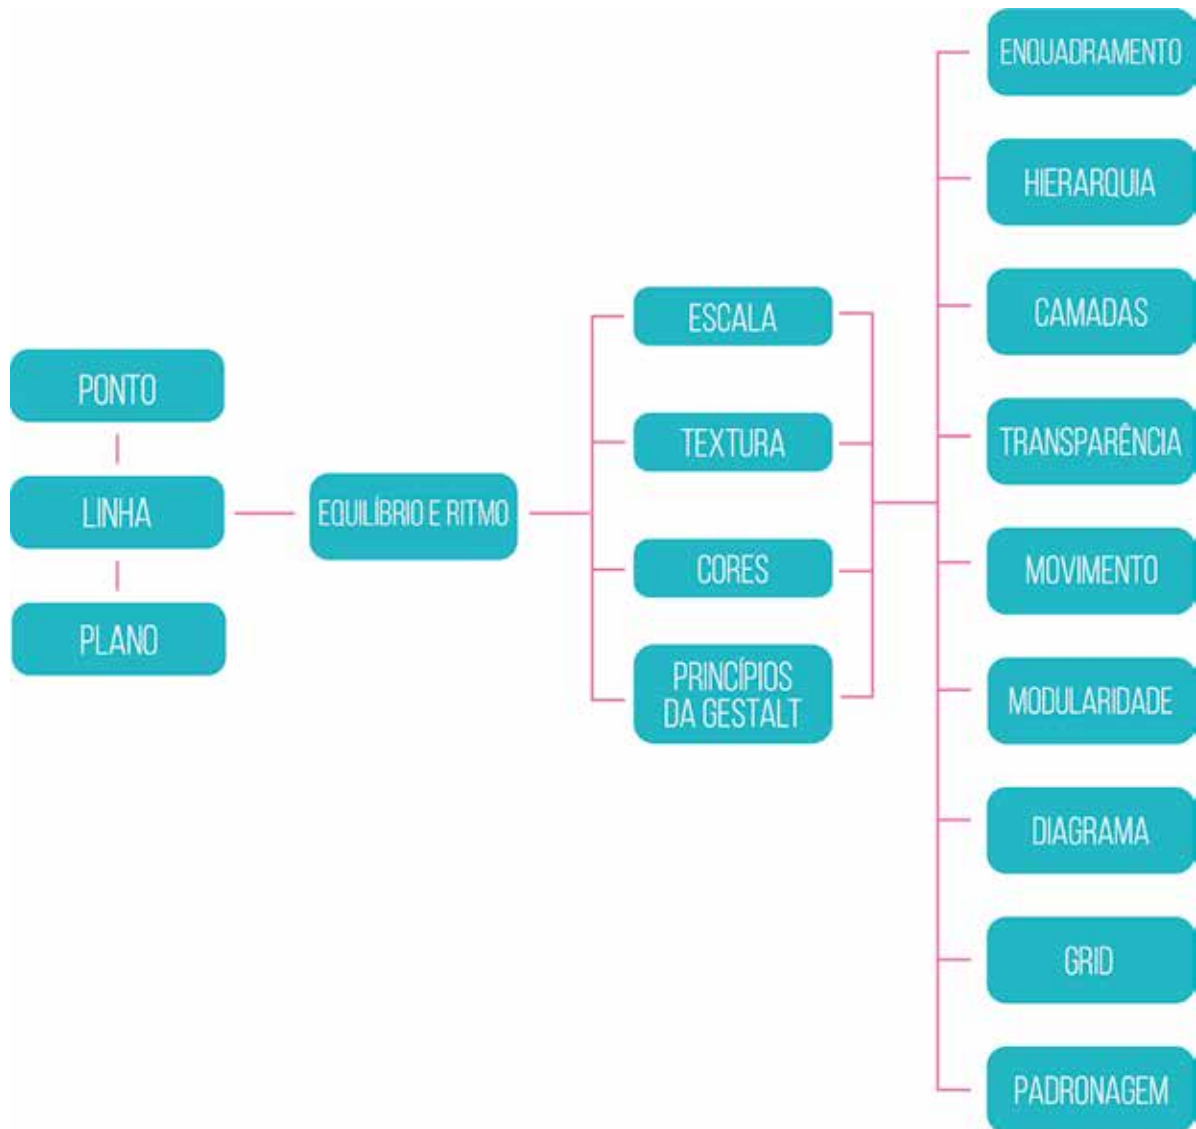 PONTO
LINHA
PLANO
EQUILÍBRIO E RITMO
ESCALA
TEXTURA
CORES
PRINCÍPIOS
DA GESTALT
ENQUADRAMENTO
HIERARQUIA
CAMADAS
TRANSPARÊNCIA
MOVIMENTO
MODULARIDADE
DIAGRAMA
GRID
PADRONAGEM